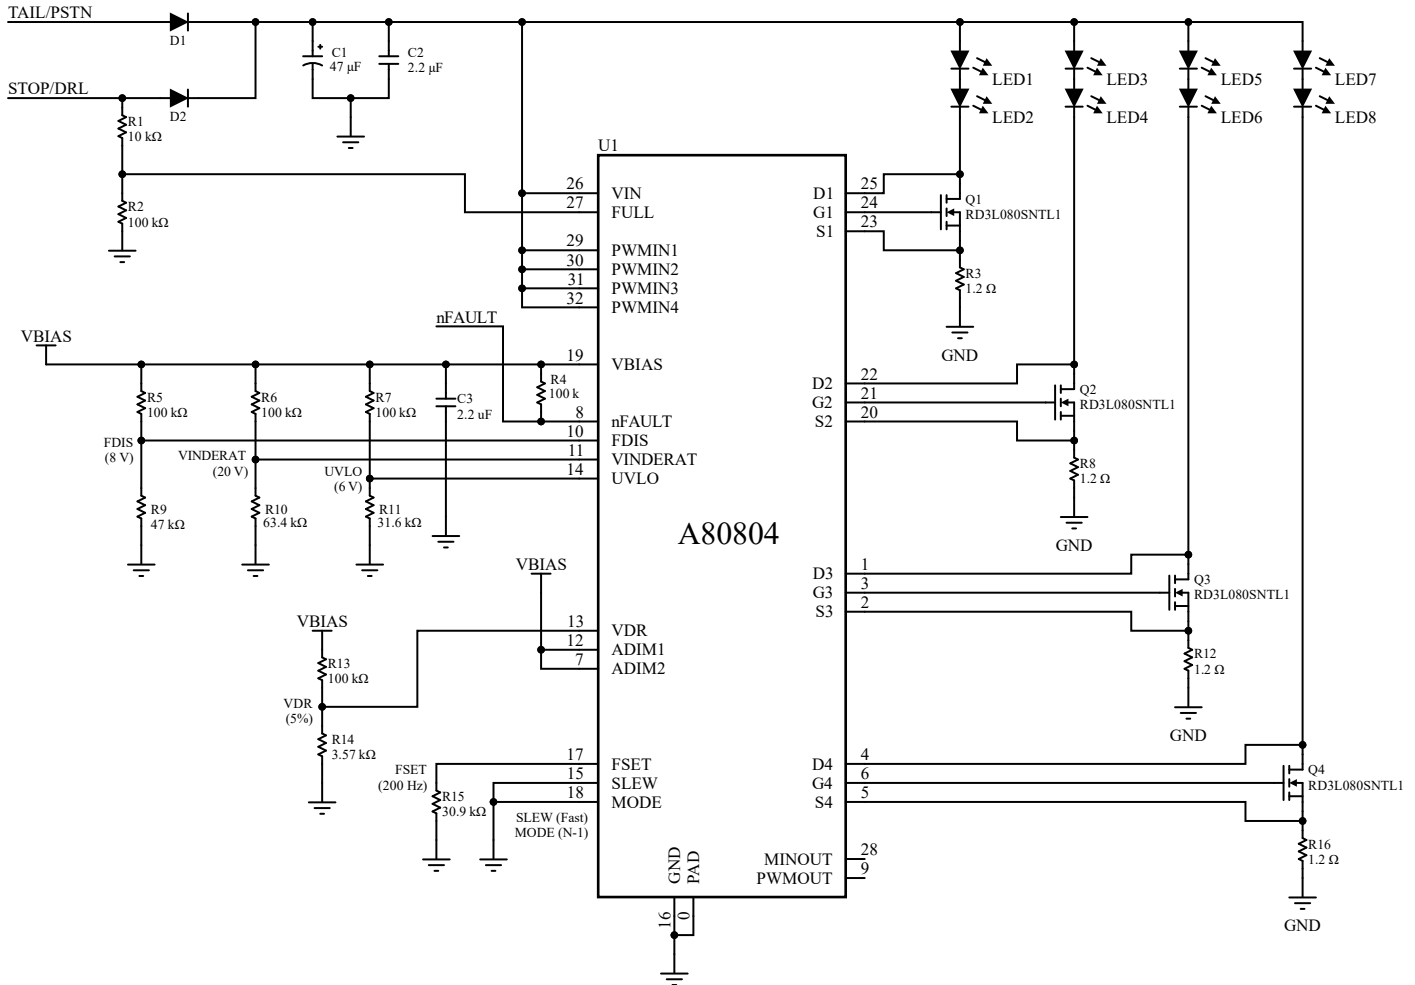 TAIL/PSTN
D1
C1
47 µF
C2
2.2 µF
STOP/DRL
D2
R1
10 kΩ
R2
100 kΩ
LED1
LED2
LED3
LED4
LED5
LED6
LED7
LED8
U1
26
VIN
27
FULL
29
PWMIN1
30
PWMIN2
31
PWMIN3
32
PWMIN4
nFAULT
VBIAS
19
VBIAS
R5
100 kΩ
R6
100 kΩ
R7
100 kΩ
C3
2.2 uF
R4
100 k
8
nFAULT
10
FDIS
11
VINDERAT
14
UVLO
FDIS
(8 V)
VINDERAT
(20 V)
UVLO
(6 V)
R9
47 kΩ
R10
63.4 kΩ
R11
31.6 kΩ
A80804
VBIAS
VBIAS
13
VDR
12
ADIM1
7
ADIM2
R13
100 kΩ
VDR
(5%)
R14
3.57 kΩ
FSET
(200 Hz)
R15
30.9 kΩ
17
FSET
15
SLEW
18
MODE
SLEW (Fast)
MODE (N-1)
GND
PAD
16
0
D1
25
G1
24
S1
23
Q1
RD3L080SNTL1
R3
1.2 Ω
GND
D2
22
G2
21
S2
20
Q2
RD3L080SNTL1
R8
1.2 Ω
GND
D3
1
G3
3
S3
2
Q3
RD3L080SNTL1
R12
1.2 Ω
GND
D4
4
G4
6
S4
5
Q4
RD3L080SNTL1
R16
1.2 Ω
GND
MINOUT
28
PWMOUT
9